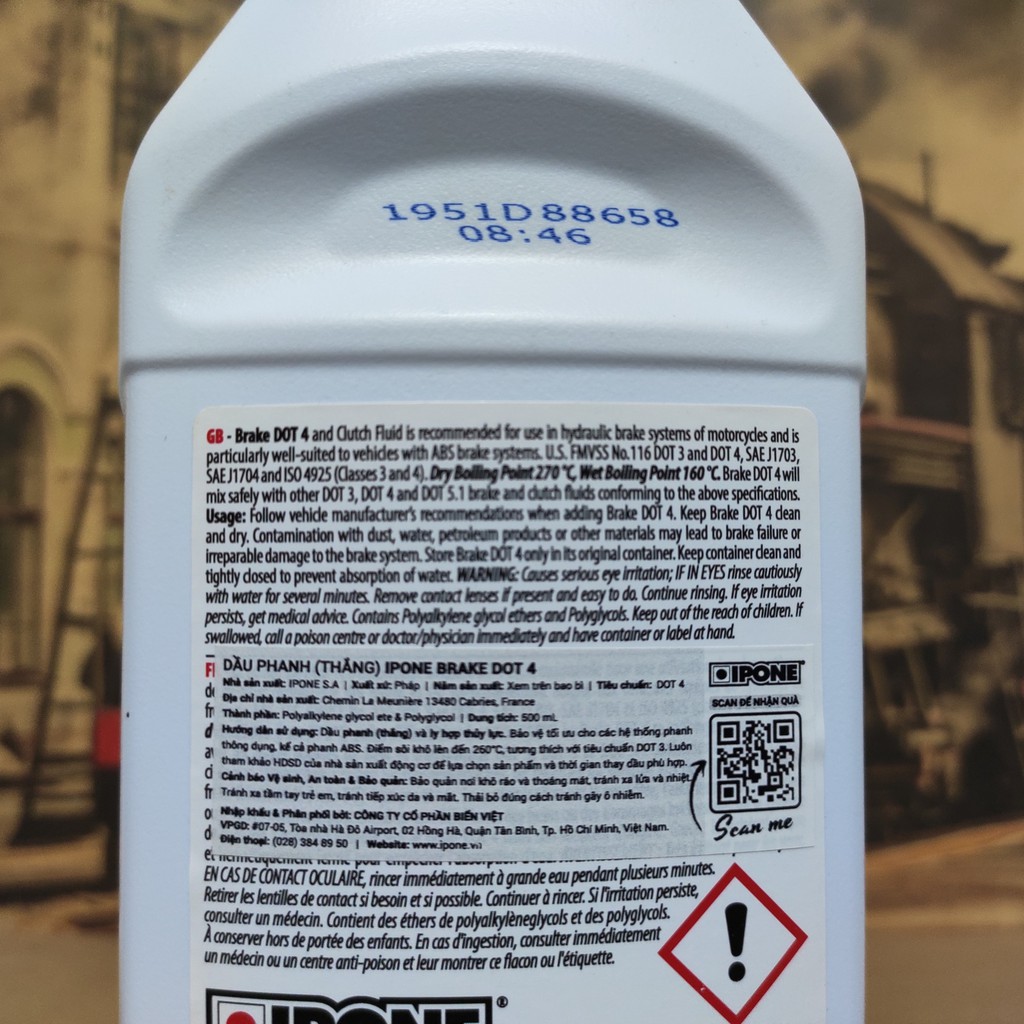 1951D 88658
08:46
GB - Brake DOT 4 and Clutch Fluid is recommended for use in hydraulic brake systems of motorcycles and is
particularly well-suited to vehicles with ABS brake systems. U.S. FMVSS No.116 DOT 3 and DOT 4, SAE J1703,
SAE J1704 and ISO 4925 (Classes 3 and 4). Dry Boiling Point 270 °C, Wet Boiling Point 160 °C. Brake DOT 4 will
mix safely with other DOT 3, DOT 4 and DOT 5.1 brake and clutch fluids conforming to the above specifications.
Usage: Follow vehicle manufacturer's recommendations when adding Brake DOT 4. Keep Brake DOT 4 clean
and dry. Contamination with dust, water, petroleum products or other materials may lead to brake failure or
irreparable damage to the brake system. Store Brake DOT 4 only in its original container. Keep container clean and
tightly closed to prevent absorption of water. WARNING: Causes serious eye irritation; IF IN EYES rinse cautiously
with water for several minutes. Remove contact lenses if present and easy to do. Continue rinsing. If eye irritation
persists, get medical advice. Contains Polyalkylene glycol ethers and Polyglycols. Keep out of the reach of children. If
swallowed, call a poison centre or doctor/physician immediately and have container or label at hand.
DẦU PHANH (THẮNG) IPONE BRAKE DOT 4
Nhà sản xuất: IPONE S.A | Xuất xứ: Pháp | Năm sản xuất: Xem trên bao bì | Tiêu chuẩn: DOT 4
Địa chỉ nhà sản xuất: Chemin La Meunière 13480 Cabries, France
Thành phần: Polyalkylene glycol ete & Polyglycol | Dung tích: 500 mL
Hướng dẫn sử dụng: Dầu phanh (thắng) và ly hợp thủy lực. Bảo vệ tối ưu cho các hệ thống phanh
thông dụng, kể cả phanh ABS. Điểm sôi khô lên đến 260°C, tương thích với tiêu chuẩn DOT 3. Luôn
tham khảo HDSD của nhà sản xuất động cơ để lựa chọn sản phẩm và thời gian thay dầu phù hợp.
Cảnh báo Vệ sinh, An toàn & Bảo quản: Bảo quản nơi khô ráo và thoáng mát, tránh xa lửa và nhiệt.
Tránh xa tầm tay trẻ em, tránh tiếp xúc da và mắt. Thải bỏ đúng cách tránh gây ô nhiễm.
Nhập khẩu & Phân phối bởi: CÔNG TY CỔ PHẦN BIỂN VIỆT
VPGD: #07-05, Tòa nhà Hà Đô Airport, 02 Hồng Hà, Quận Tân Bình, Tp. Hồ Chí Minh, Việt Nam.
Điện thoại: (028) 384 89 50 | Website: www.ipone.vn
IPONE
SCAN ĐỂ NHẬN QUÀ
Scan me
EN CAS DE CONTACT OCULAIRE, rincer immédiatement à grande eau pendant plusieurs minutes.
Retirer les lentilles de contact si besoin et si possible. Continuer à rincer. Si l'irritation persiste,
consulter un médecin. Contient des éthers de polyalkylèneglycols et des polyglycols.
À conserver hors de portée des enfants. En cas d'ingestion, consulter immédiatement
un médecin ou un centre anti-poison et leur montrer ce flacon ou l'étiquette.
IPONE ®